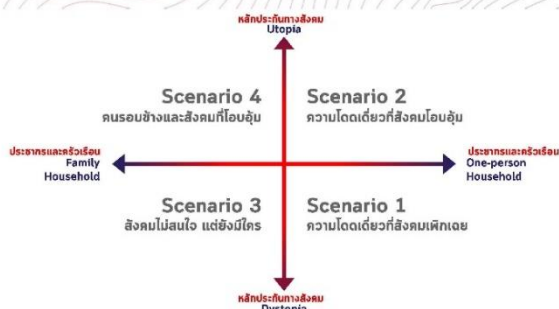 หลักประกันทางสังคม
Utopia
Scenario 4
คนรอบข้างและสังคมที่โอบอุ้ม
Scenario 2
ความโดดเดี่ยวที่สังคมโอบอุ้ม
ประชากรและครัวเรือน
Family
Household
ประชากรและครัวเรือน
One-person
Household
Scenario 3
สังคมไม่สนใจ แต่ยังมีใคร
Scenario 1
ความโดดเดี่ยวที่สังคมเพิกเฉย
หลักประกันทางสังคม
Dystopia